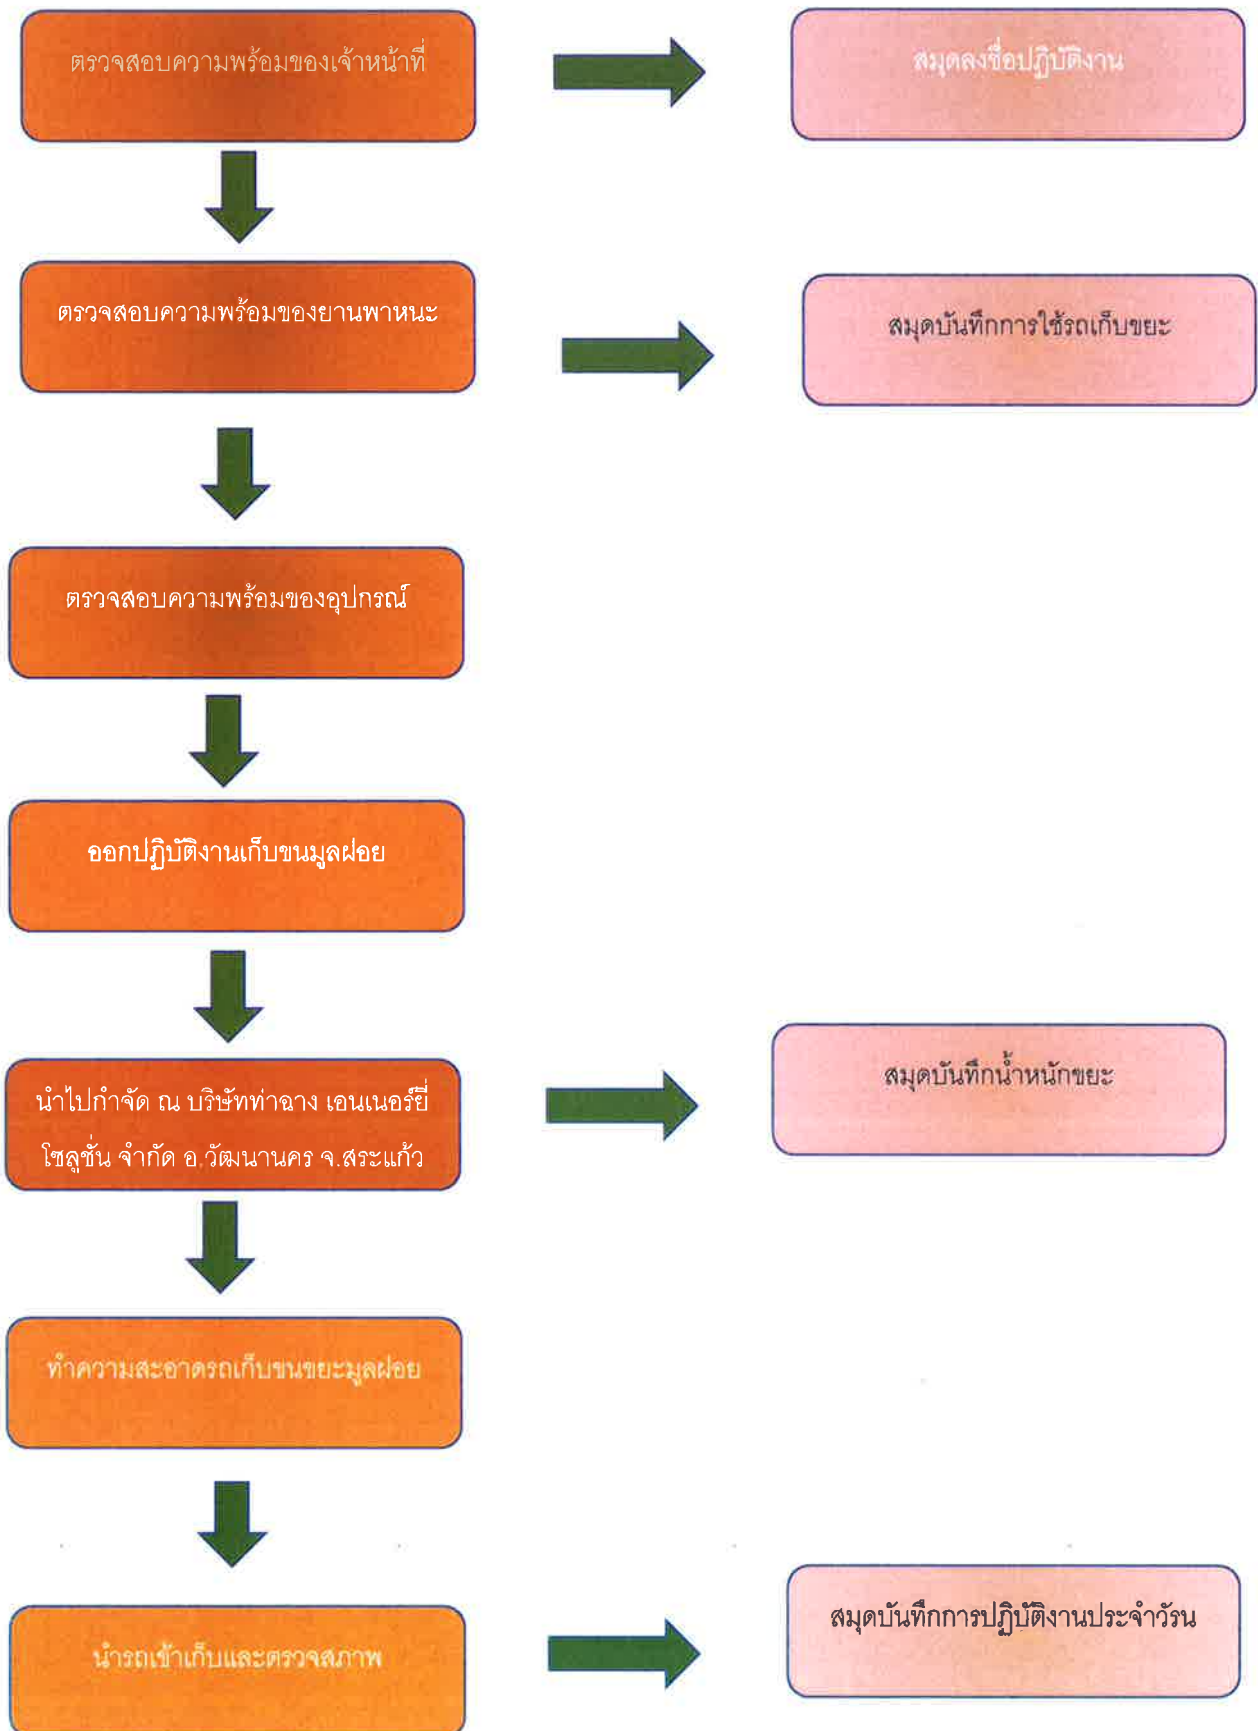 ตรวจสอบความพร้อมของเจ้าหน้าที่
สมุดลงชื่อปฏิบัติงาน
ตรวจสอบความพร้อมของยานพาหนะ
สมุดบันทึกการใช้รถเก็บขยะ
ตรวจสอบความพร้อมของอุปกรณ์
ออกปฏิบัติงานเก็บขนมูลฝอย
นำไปกำจัด ณ บริษัทท่าฉาง เอนเนอร์ยี่
โซลูชั่น จำกัด อ.วัฒนานคร จ.สระแก้ว
สมุดบันทึกน้ำหนักขยะ
ทำความสะอาดรถเก็บขนขยะมูลฝอย
นำรถเข้าเก็บและตรวจสภาพ
สมุดบันทึกการปฏิบัติงานประจำวัรน